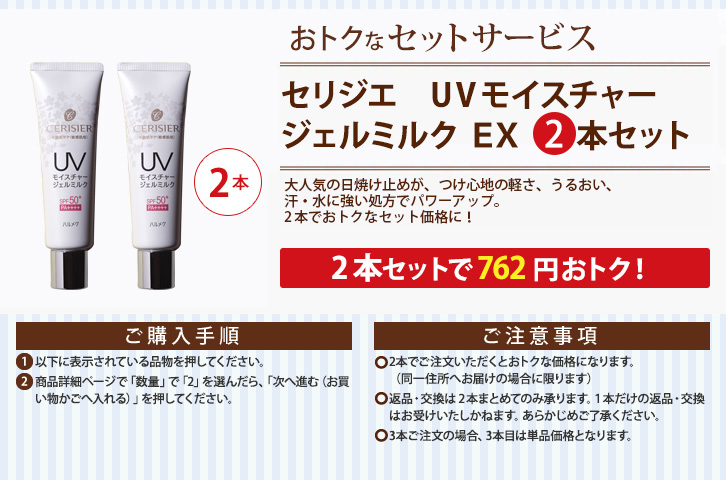 おトクなセットサービス
セリジエ UVモイスチャー
ジェルミルク EX 2本セット
大人気の日焼け止めが、つけ心地の軽さ、うるおい、
汗・水に強い処方でパワーアップ。
2本でおトクなセット価格に！
2本
2本セットで762円おトク！
CERISIER
UV
モイスチャー
ジェルミルク
SPF50+
PA++++
ハルメク
CERISIER
UV
モイスチャー
ジェルミルク
SPF50+
PA++++
ハルメク
ご購入手順
1 以下に表示されている品物を押してください。
2 商品詳細ページで「数量」で「2」を選んだら、「次へ進む（お買
い物かごへ入れる）」を押してください。
ご注意事項
○2本でご注文いただくとおトクな価格になります。
（同一住所へお届けの場合に限ります）
○返品・交換は2本まとめてのみ承ります。1本だけの返品・交換
はお受けいたしかねます。あらかじめご了承ください。
○3本ご注文の場合、3本目は単品価格となります。